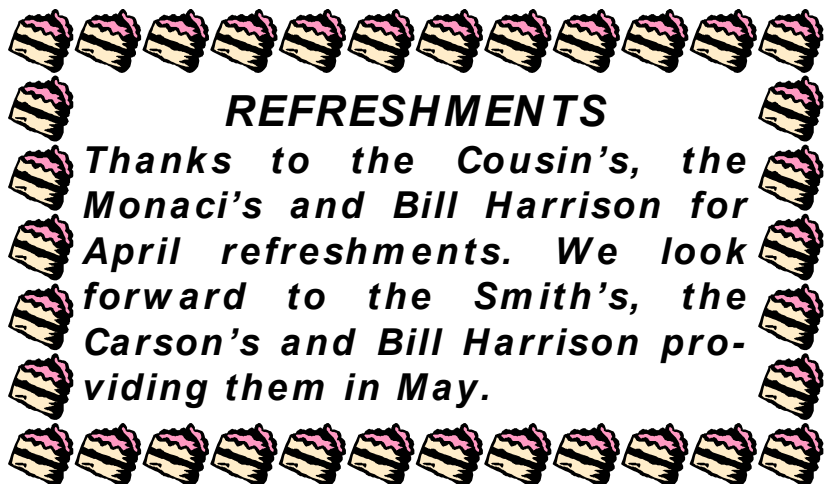 REFRESHMENTS
Thanks to the Cousin's, the
Monaci's and Bill Harrison for
April refreshments. We look
forward to the Smith's, the
Carson's and Bill Harrison pro-
viding them in May.